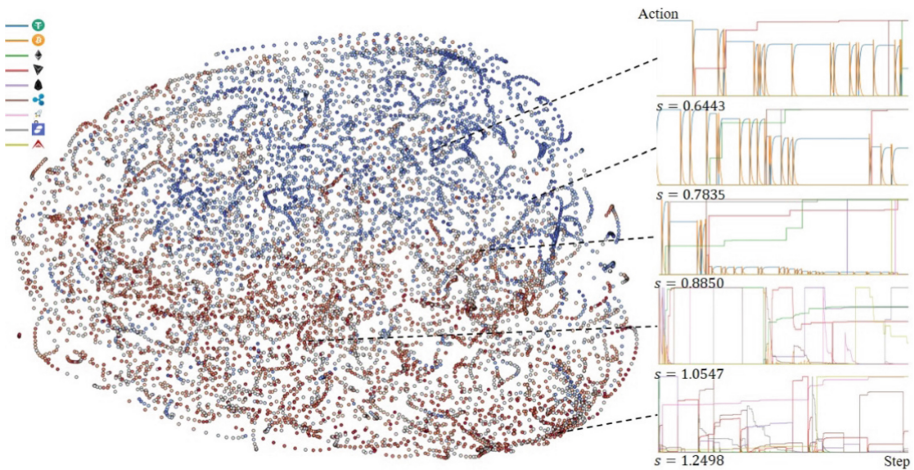 Action
s = 0.6443
s = 0.7835
s = 0.8850
s = 1.0547
s = 1.2498
Step